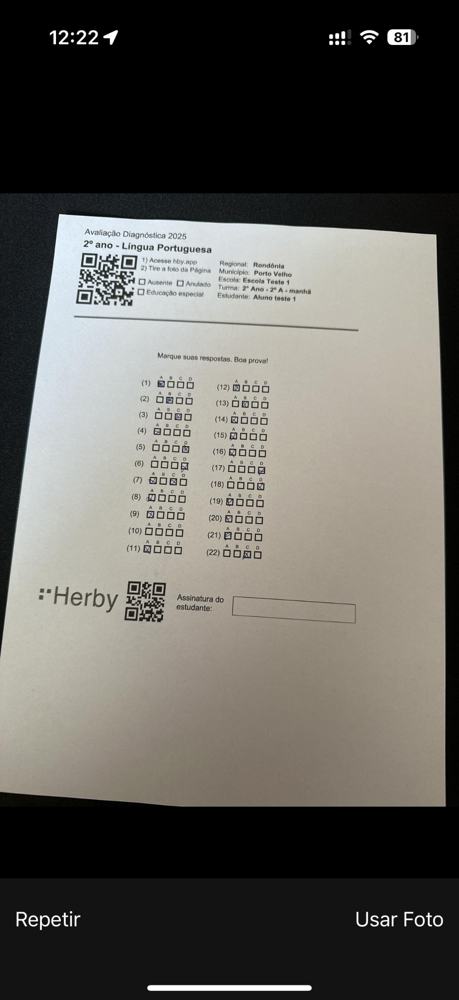 12:22
81
Avaliação Diagnóstica 2025
2º ano - Língua Portuguesa
1) Acesse hby.app
2) Tire a foto da Página
Ausente Anulado
Educação especial
Regional: Rondônia
Município: Porto Velho
Escola: Escola Teste 1
Turma: 2º Ano - 2º A - manhã
Estudante: Aluno teste 1
Marque suas respostas. Boa prova!
(1) A B C D
(2) A B C D
(3) A B C D
(4) A B C D
(5) A B C D
(6) A B C D
(7) A B C D
(8) A B C D
(9) A B C D
(10) A B C D
(11) A B C D
(12) A B C D
(13) A B C D
(14) A B C D
(15) A B C D
(16) A B C D
(17) A B C D
(18) A B C D
(19) A B C D
(20) A B C D
(21) A B C D
(22) A B C D
Herby
Assinatura do
estudante:
Repetir
Usar Foto